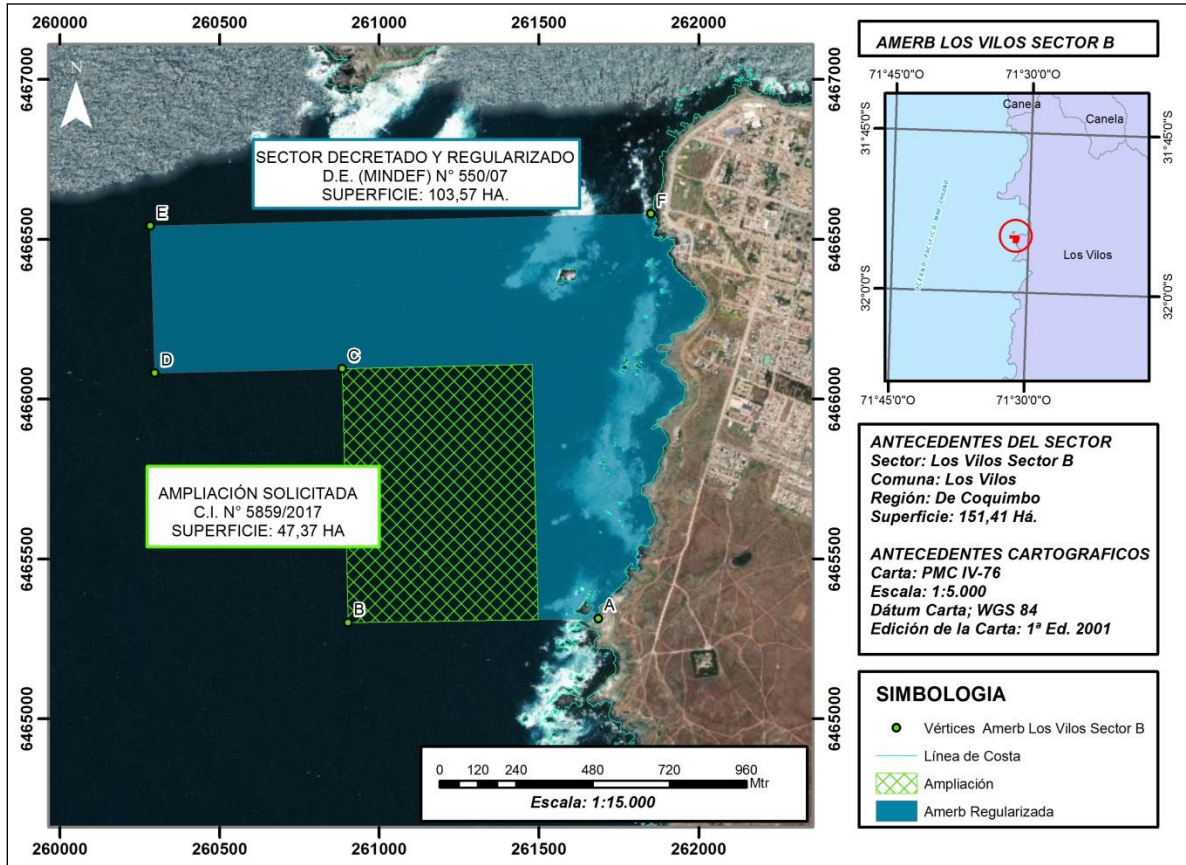 260000 260500 261000 261500 262000
6467000
6466500
6466000
6465500
6465000
N
SECTOR DECRETADO Y REGULARIZADO
D.E. (MINDEF) N° 550/07
SUPERFICIE: 103,57 HA.
E
F
D
C
AMPLIACIÓN SOLICITADA
C.I. N° 5859/2017
SUPERFICIE: 47,37 HA
B
A
0 120 240 480 720 960
Mtr
Escala: 1:15.000
6467000
6466500
6466000
6465500
6465000
260000 260500 261000 261500 262000
AMERB LOS VILOS SECTOR B
71°45'0"O 71°30'0"O
31°45'0"S
32°0'0"S
Canela
Canela
Los Vilos
31°45'0"S
32°0'0"S
71°45'0"O 71°30'0"O
ANTECEDENTES DEL SECTOR
Sector: Los Vilos Sector B
Comuna: Los Vilos
Región: De Coquimbo
Superficie: 151,41 Há.
ANTECEDENTES CARTOGRAFICOS
Carta: PMC IV-76
Escala: 1:5.000
Dátum Carta; WGS 84
Edición de la Carta: 1ª Ed. 2001
SIMBOLOGIA
Vértices Amerb Los Vilos Sector B
Línea de Costa
Ampliación
Amerb Regularizada